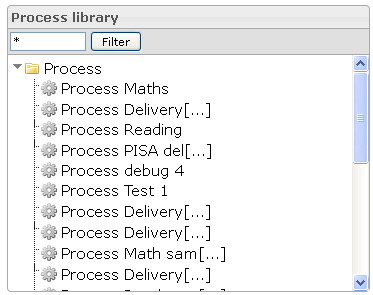 Process library
*
Filter
Process
Process Maths
Process Delivery[...]
Process Reading
Process PISA del[...]
Process debug 4
Process Test 1
Process Delivery[...]
Process Delivery[...]
Process Math sam[...]
Process Delivery[...]